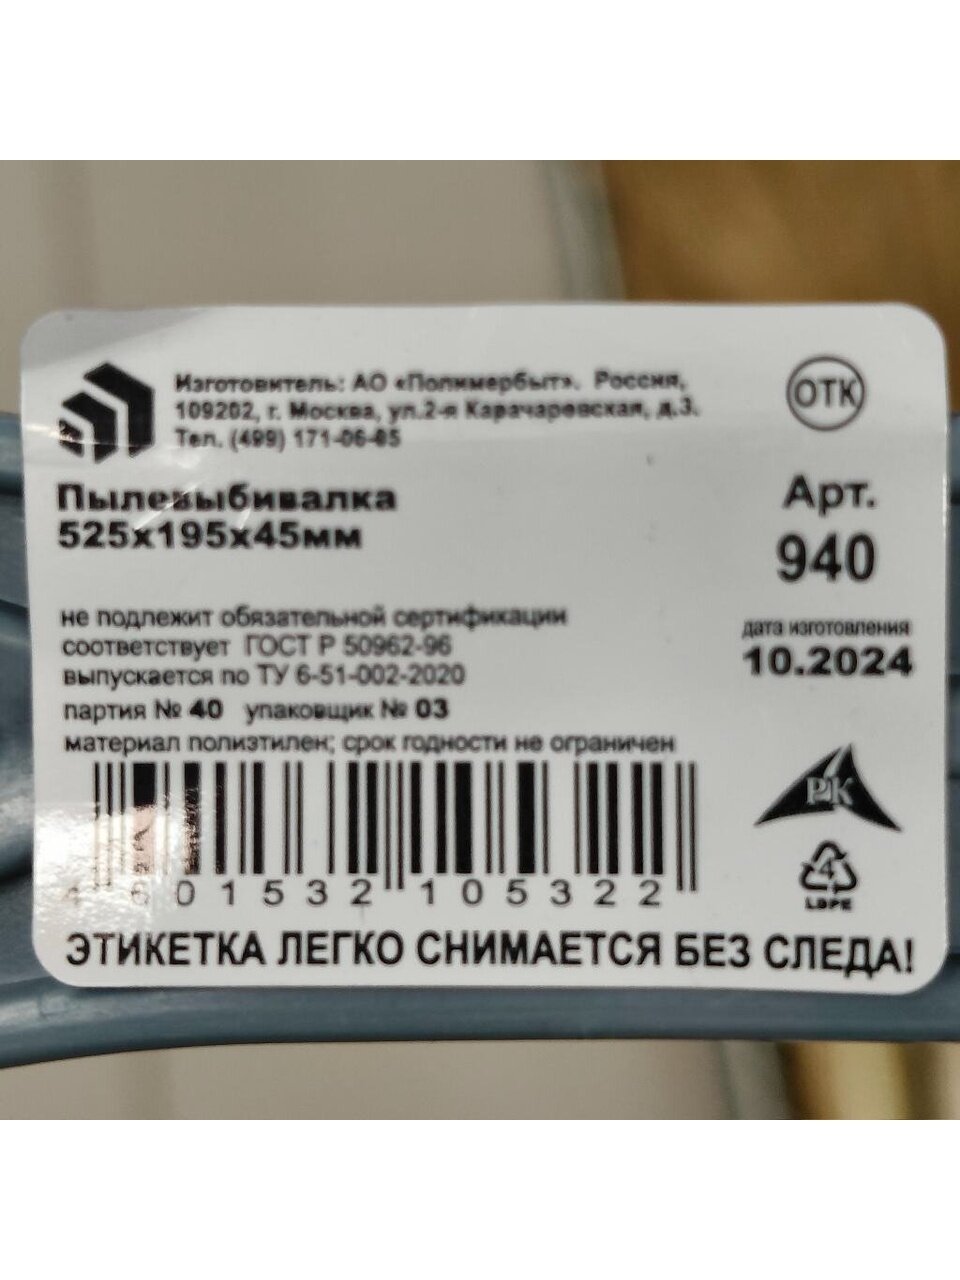 Изготовитель: АО «Полимербыт». Россия,
109202, г. Москва, ул.2-я Карачаровская, д.3.
Тел. (499) 171-06-85
ОТК
Пылевыбивалка
525х195х45мм
Арт.
940
не подлежит обязательной сертификации
соответствует ГОСТ Р 50962-96
выпускается по ТУ 6-51-002-2020
партия № 40 упаковщик № 03
материал полиэтилен; срок годности не ограничен
дата изготовления
10.2024
4 601532 105322
4
LDPE
ЭТИКЕТКА ЛЕГКО СНИМАЕТСЯ БЕЗ СЛЕДА!